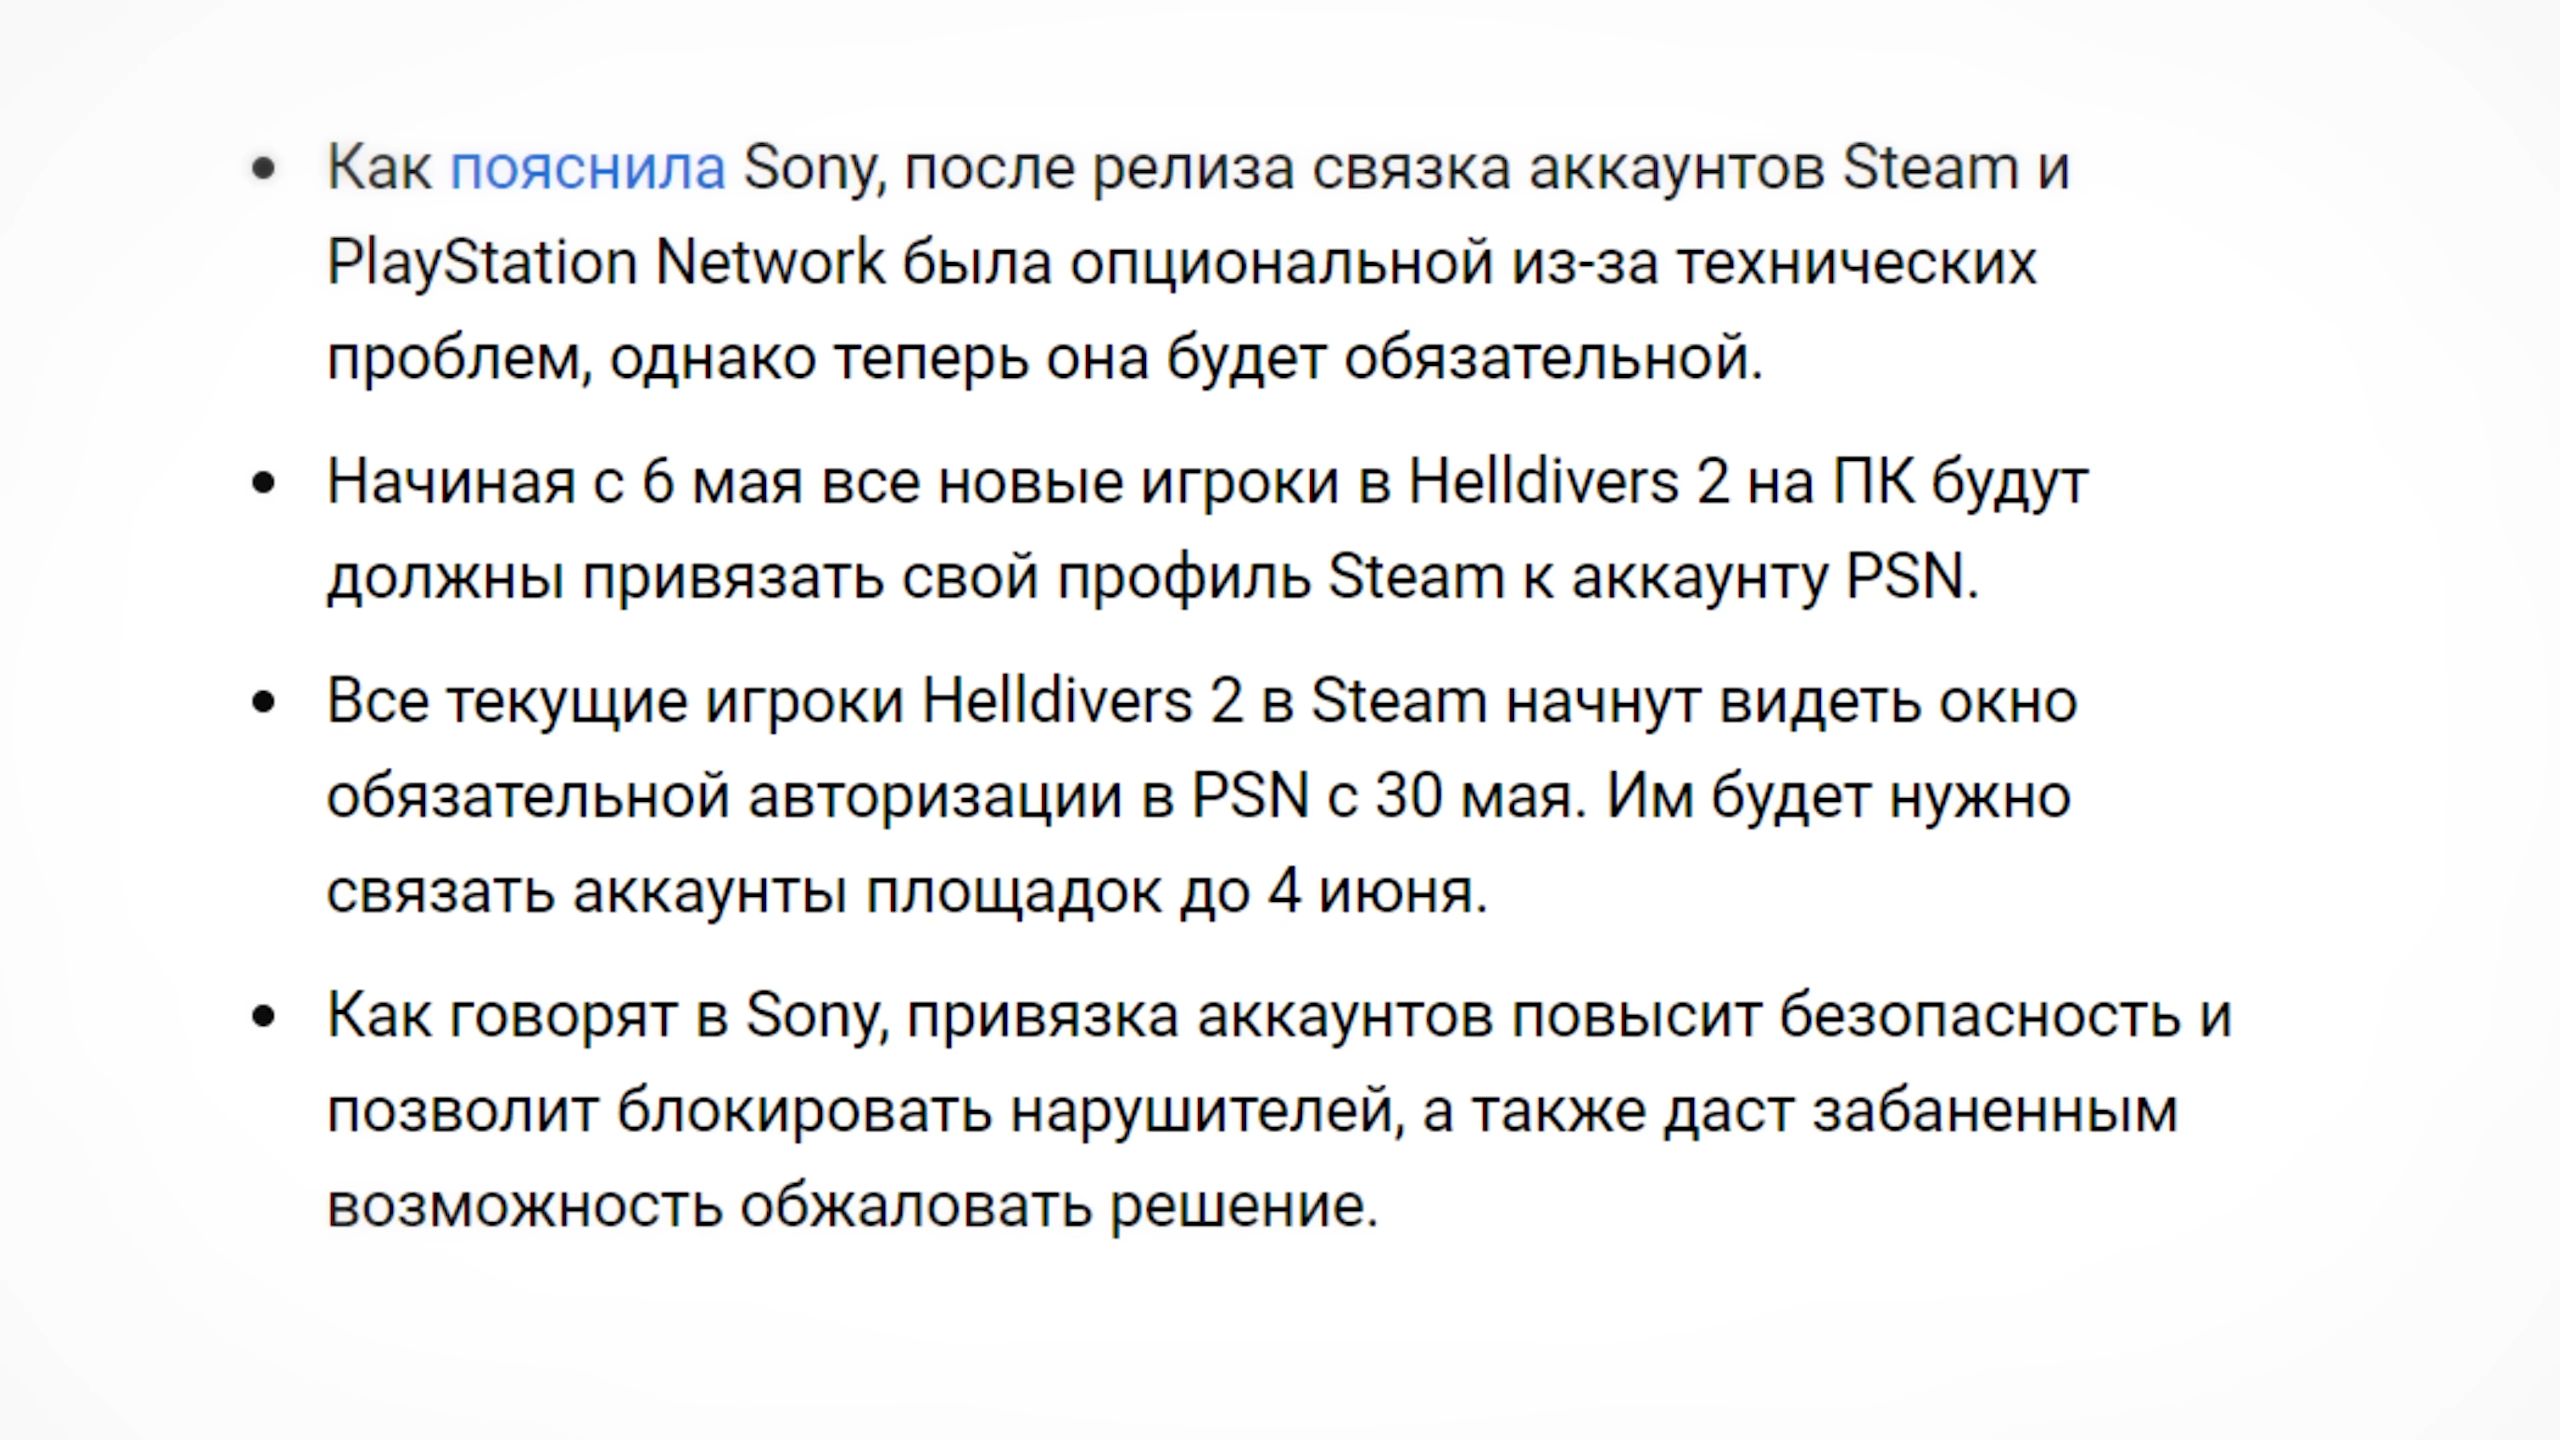 • Как пояснила Sony, после релиза связка аккаунтов Steam и
PlayStation Network была опциональной из-за технических
проблем, однако теперь она будет обязательной.
• Начиная с 6 мая все новые игроки в Helldivers 2 на ПК будут
должны привязать свой профиль Steam к аккаунту PSN.
• Все текущие игроки Helldivers 2 в Steam начнут видеть окно
обязательной авторизации в PSN с 30 мая. Им будет нужно
связать аккаунты площадок до 4 июня.
• Как говорят в Sony, привязка аккаунтов повысит безопасность и
позволит блокировать нарушителей, а также даст забаненным
возможность обжаловать решение.